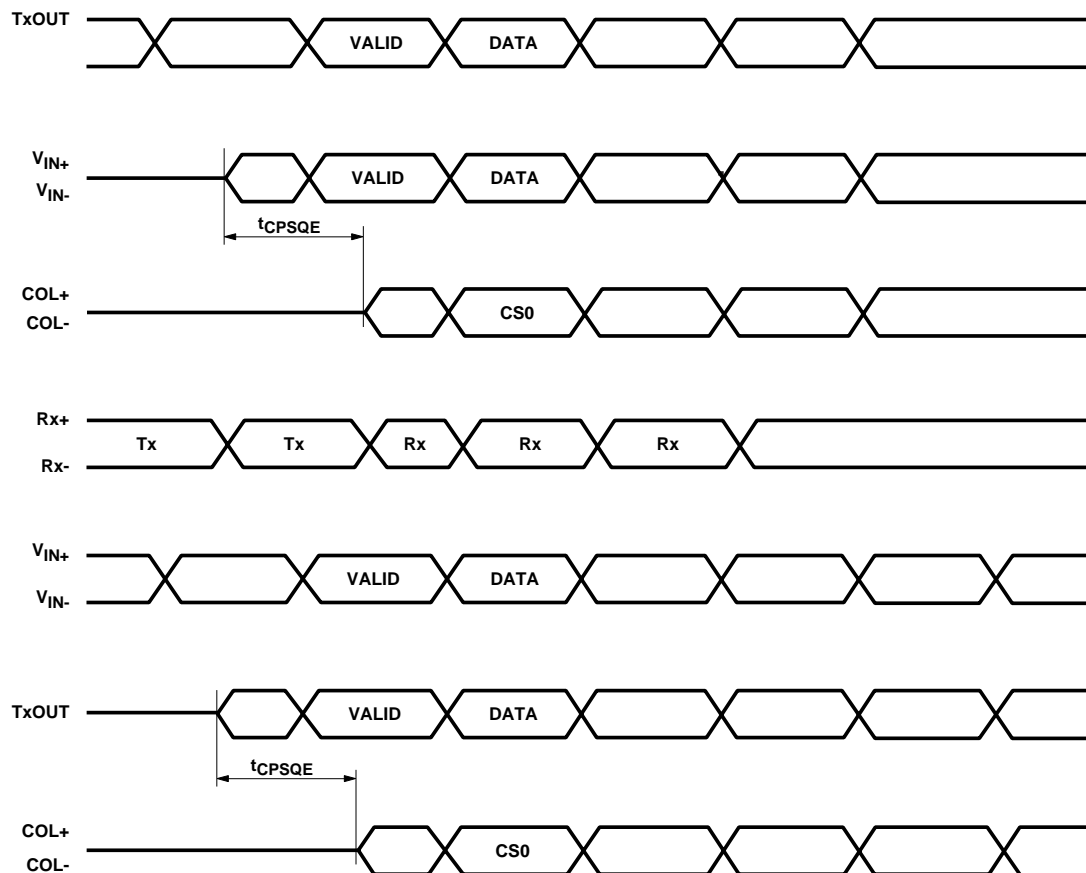 TxOUT VALID DATA
VIN+
VIN- VALID DATA
tCPSQE
COL+
COL- CS0
Rx+
Tx Tx Rx Rx Rx
Rx-
VIN+
VALID DATA
VIN-
TxOUT VALID DATA
tCPSQE
COL+
COL- CS0